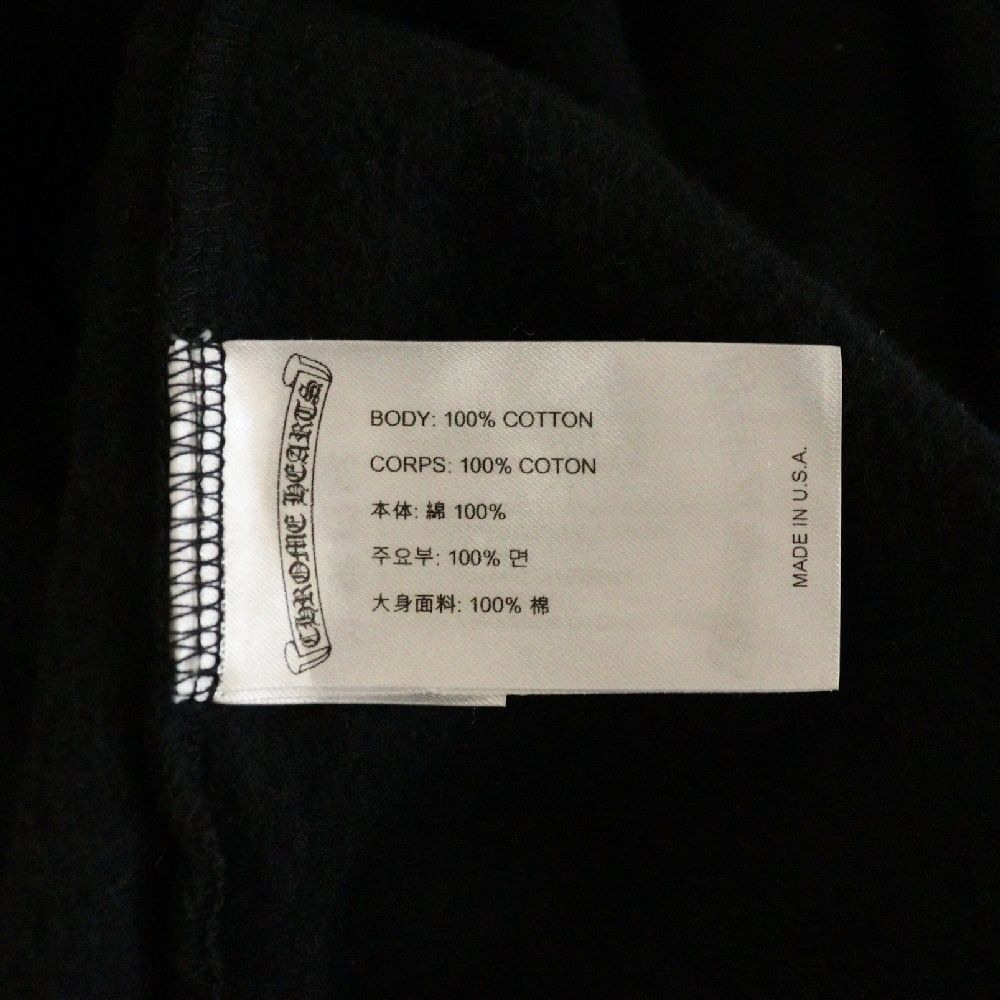 CHROME HEARTS
BODY: 100% COTTON
CORPS: 100% COTON
本体: 綿 100%
주요부: 100% 면
大身面料: 100% 棉
MADE IN U.S.A.